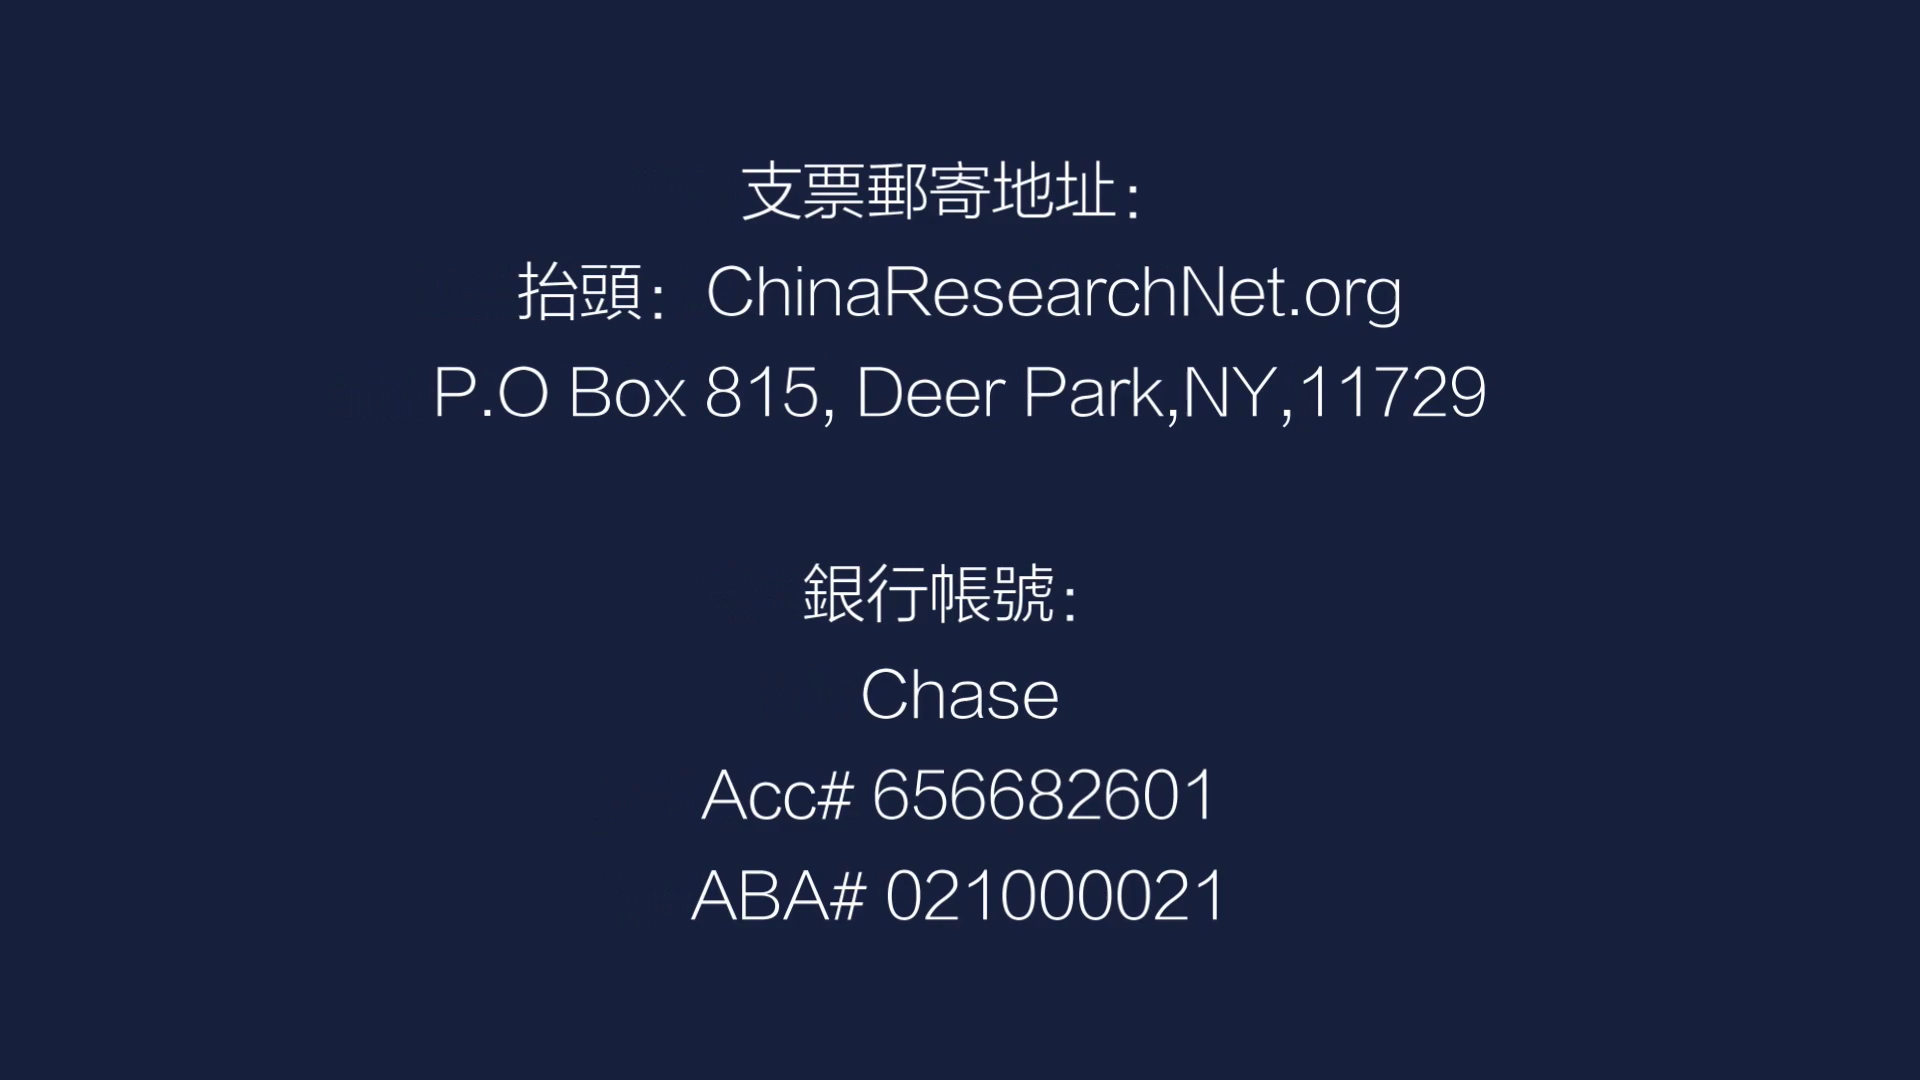 支票郵寄地址：
抬頭：ChinaResearchNet.org
P.O Box 815, Deer Park,NY,11729
銀行帳號：
Chase
Acc# 656682601
ABA# 021000021